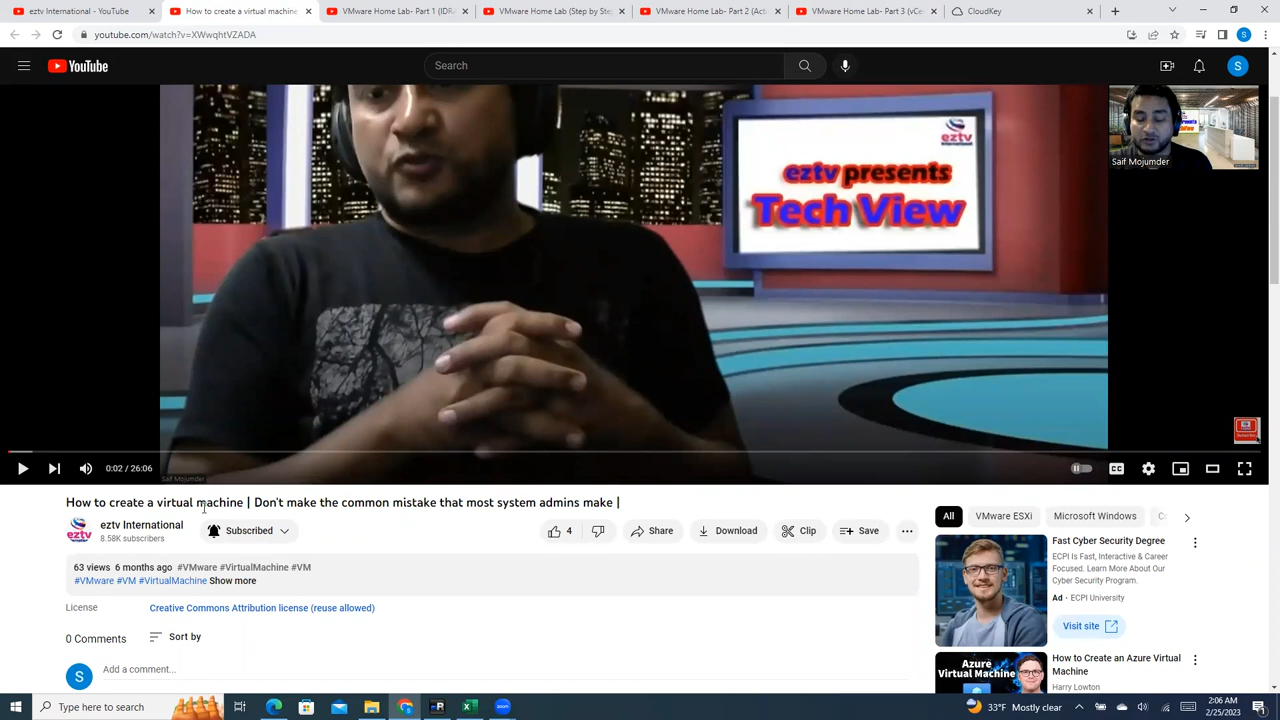 eztv International - YouTube
How to create a virtual machine
VMware Home Lab- Part 1 (IDRA
VMware Home Lab (Step by Step
VMware Home Lab- Part 2 (Activ
VMware Home Lab- Part 3 (vCe
CloudKey
youtube.com/watch?v=XWwqhtVZADA
S
YouTube
Search
S
eztv
INTERNATIONAL
eztv presents
Tech View
Saif Mojumder
Saif Mojumder
0:02 / 26:06
How to create a virtual machine | Don't make the common mistake that most system admins make |
eztv International
8.58K subscribers
Subscribed
4
Share
Download
Clip
Save
63 views 6 months ago #VMware #VirtualMachine #VM
#VMware #VM #VirtualMachine Show more
License
Creative Commons Attribution license (reuse allowed)
0 Comments
Sort by
S
Add a comment...
All
VMware ESXi
Microsoft Windows
Fast Cyber Security Degree
ECPI Is Fast, Interactive & Career
Focused. Learn More About Our
Cyber Security Program.
Ad · ECPI University
Visit site
Azure
Virtual Machine
How to Create an Azure Virtual
Machine
Harry Lowton
Type here to search
33°F Mostly clear
2:06 AM
2/25/2023